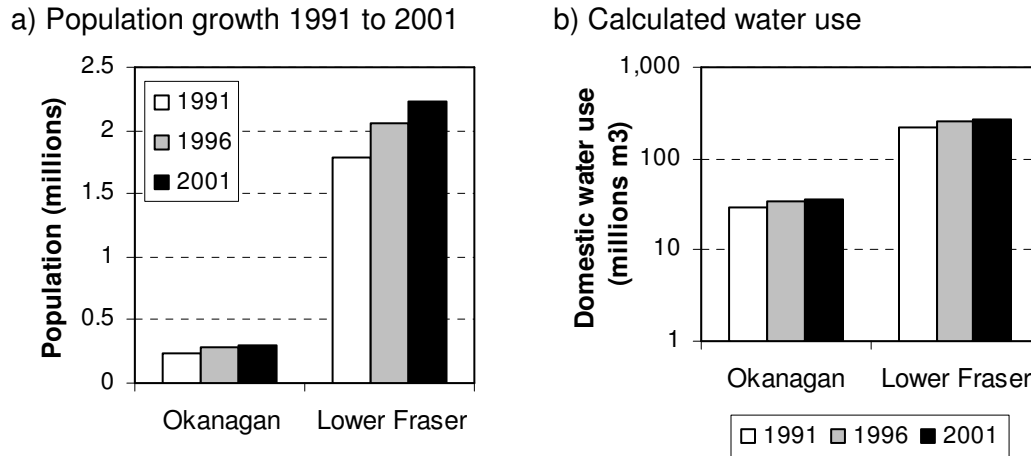 a) Population growth 1991 to 2001
Population (millions)
2.5
2
1.5
1
0.5
0
1991
1996
2001
Okanagan
Lower Fraser
b) Calculated water use
Domestic water use
(millions m3)
1,000
100
10
1
Okanagan
Lower Fraser
1991
1996
2001